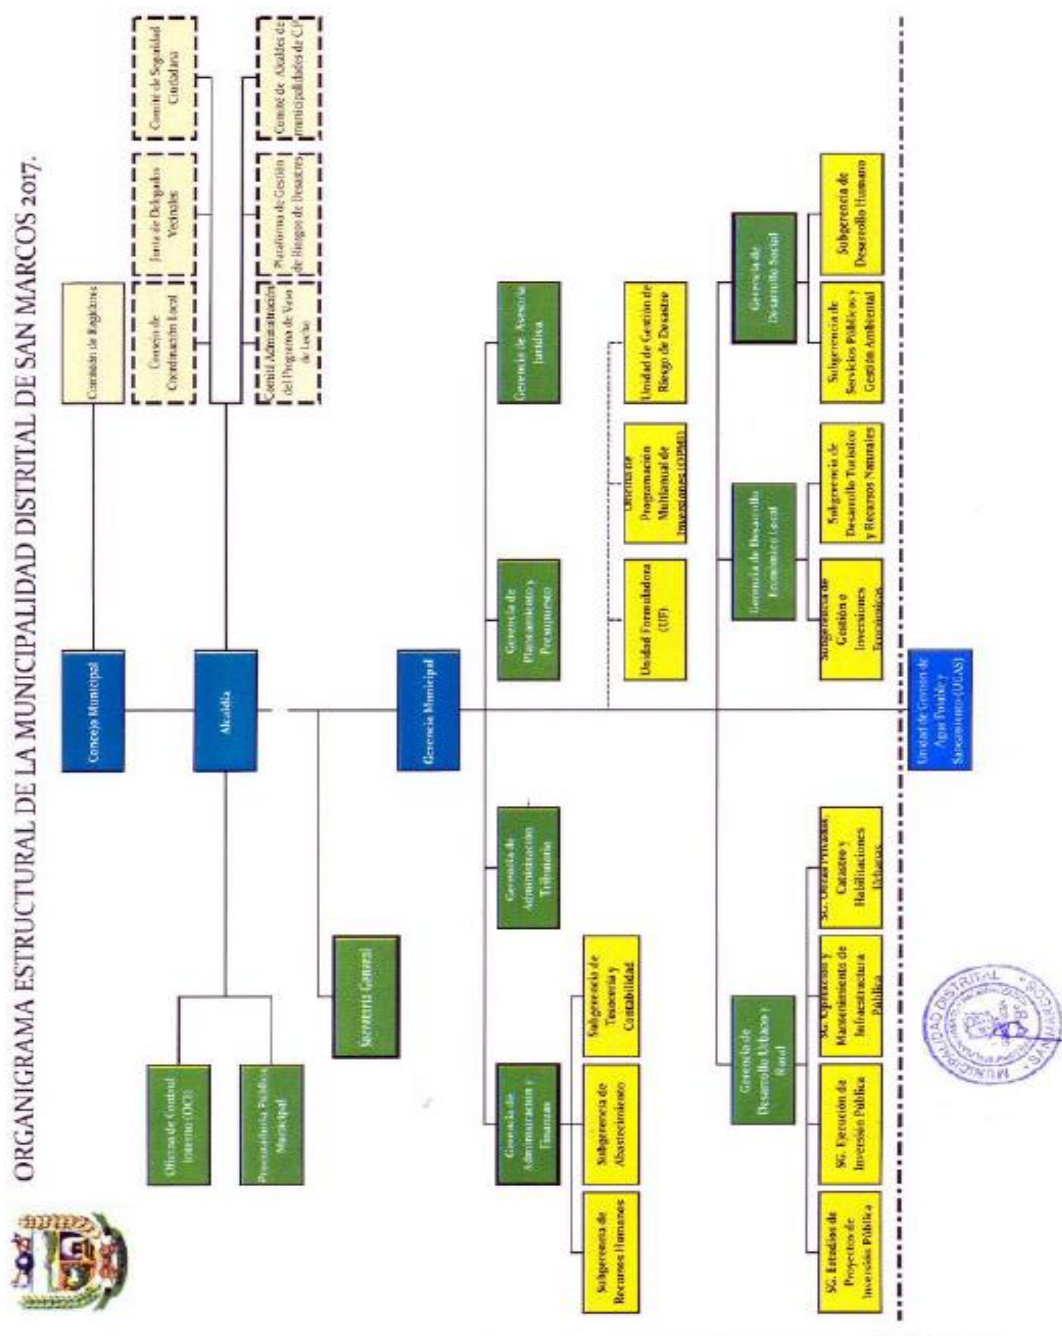 ORGANIGRAMA ESTRUCTURAL DE LA MUNICIPALIDAD DISTRITAL DE SAN MARCOS 2017.
Concejo Municipal
Comisión de Regidores
Consejo de
Coordinación Local
Junta de Delegados
Vecinales
Comité de Seguridad
Ciudadana
Alcaldía
Comité Administración
del Programa de Vaso
de Leche
Plataforma de Gestión
de Riesgos de Desastres
Comité de Alcaldes de
municipalidades de C.P
Oficina de Control
Interno (OCI)
Procuraduría Pública
Municipal
Secretaria General
Gerencia Municipal
Gerencia de
Administración y
Finanzas
Gerencia de
Administración
Tributaria
Gerencia de
Planeamiento y
Presupuesto
Gerencia de Asesoría
Jurídica
Subgerencia de
Recursos Humanos
Subgerencia de
Abastecimiento
Subgerencia de
Tesorería y
Contabilidad
Unidad Formuladora
(UF)
Oficina de
Programación
Multianual de
Inversiones (OPMI)
Unidad de Gestión de
Riesgo de Desastre
Gerencia de
Desarrollo Urbano y
Rural
Gerencia de Desarrollo
Económico Local
Gerencia de
Desarrollo Social
SG. Estudios de
Proyectos de
Inversión Pública
SG. Ejecución de
Inversión Pública
SG. Operación y
Mantenimiento de
Infraestructura
Pública
SG. Obras Privadas,
Catastro y
Habilitaciones
Urbanas
Subgerencia de
Gestión e
Inversiones
Económicas
Subgerencia de
Desarrollo Turístico
y Recursos Naturales
Subgerencia de
Servicios Públicos y
Gestión Ambiental
Subgerencia de
Desarrollo Humano
Unidad de Gestión de
Agua Potable y
Saneamiento (UGAS)
MUNICIPALIDAD DISTRITAL
SAN MARCOS